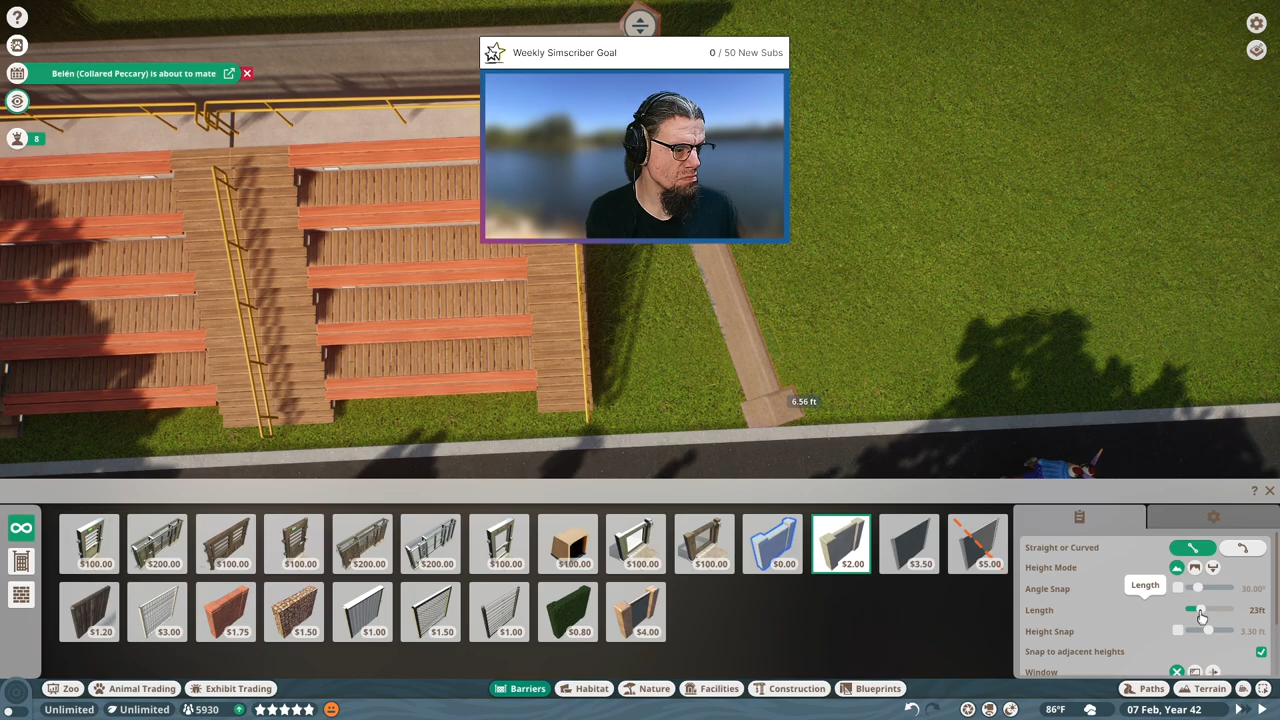 Weekly Simscriber Goal 0 / 50 New Subs
Belén (Collared Peccary) is about to mate
8
6.56 ft
$100.00 $200.00 $100.00 $100.00 $200.00 $200.00 $100.00 $100.00 $100.00 $100.00 $0.00 $2.00 $3.50 $5.00
$1.20 $3.00 $1.75 $1.50 $1.00 $1.50 $1.00 $0.80 $4.00
Straight or Curved
Height Mode
Angle Snap 30.00°
Length
Length 23ft
Height Snap 3.30 ft
Snap to adjacent heights
Window
Zoo Animal Trading Exhibit Trading Barriers Habitat Nature Facilities Construction Blueprints Paths Terrain
Unlimited Unlimited 5930 86°F 07 Feb, Year 42